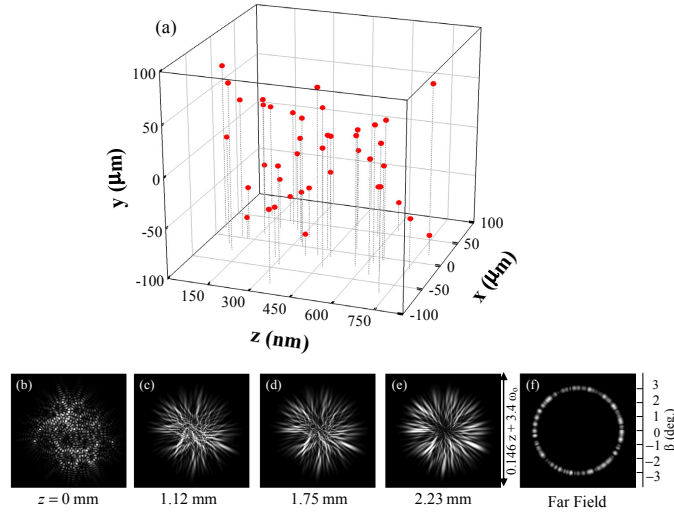 (a)
100
50
0
-50
-100
y (μm)
150
300
450
600
750
z (nm)
100
50
0
-50
-100
x (μm)
(b)
(c)
(d)
(e)
(f)
0.146 z + 3.4 ω₀
3
2
1
0
−1
−2
−3
β (deg.)
z = 0 mm
1.12 mm
1.75 mm
2.23 mm
Far Field